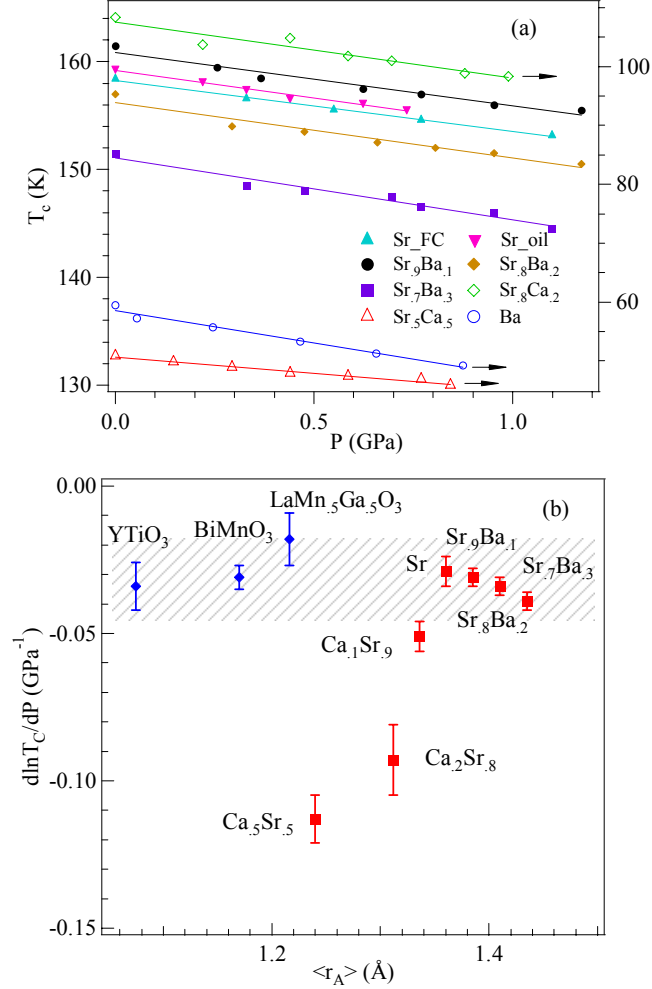 (a)
160
150
140
130
T_c (K)
100
80
60
Sr_FC
Sr_oil
Sr.9Ba.1
Sr.8Ba.2
Sr.7Ba.3
Sr.8Ca.2
Sr.5Ca.5
Ba
0.0
0.5
1.0
P (GPa)
(b)
0.00
-0.05
-0.10
-0.15
dlnT_C/dP (GPa^-1)
LaMn.5Ga.5O3
YTiO3
BiMnO3
Sr.9Ba.1
Sr
Sr.7Ba.3
Sr.8Ba.2
Ca.1Sr.9
Ca.2Sr.8
Ca.5Sr.5
1.2
1.4
<r_A> (Å)